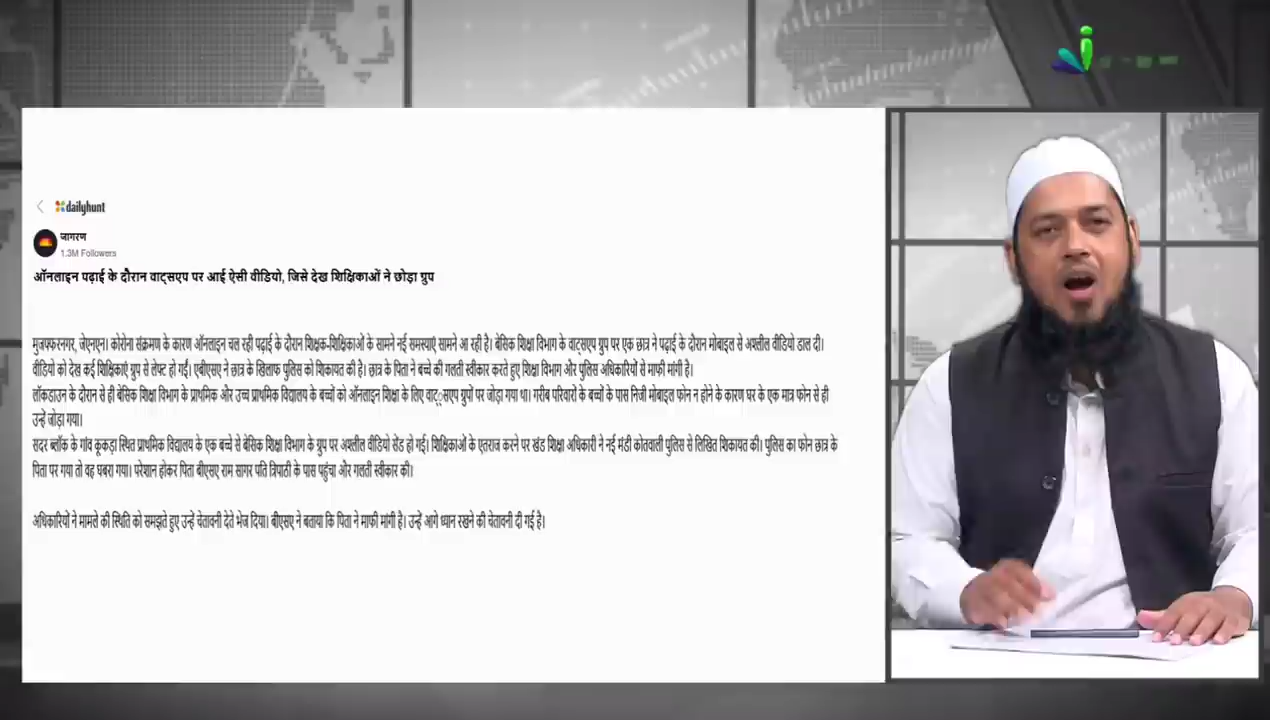 dailyhunt
जागरण
1.3M Followers
ऑनलाइन पढ़ाई के दौरान वाट्सएप पर आई ऐसी वीडियो, जिसे देख शिक्षिकाओं ने छोड़ा ग्रुप
मुजफ्फरनगर, जेएनएन। कोरोना संक्रमण के कारण ऑनलाइन चल रही पढ़ाई के दौरान शिक्षक-शिक्षिकाओं के सामने नई समस्याएं सामने आ रही है। बेसिक शिक्षा विभाग के वाट्सएप ग्रुप पर एक छात्र ने पढ़ाई के दौरान मोबाइल से अश्लील वीडियो डाल दी।
वीडियो को देख कई शिक्षिकाएं ग्रुप से लेफ्ट हो गईं। एबीएसए ने छात्र के खिलाफ पुलिस को शिकायत की है। छात्र के पिता ने बच्चे की गलती स्वीकार करते हुए शिक्षा विभाग और पुलिस अधिकारियों से माफी मांगी है।
लॉकडाउन के दौरान से ही बेसिक शिक्षा विभाग के प्राथमिक और उच्च प्राथमिक विद्यालय के बच्चों को ऑनलाइन शिक्षा के लिए वाट््सएप ग्रुपों पर जोड़ा गया था। गरीब परिवारों के बच्चों के पास निजी मोबाइल फोन न होने के कारण घर के एक मात्र फोन से ही
उन्हें जोड़ा गया।
सदर ब्लॉक के गांव कूकड़ा स्थित प्राथमिक विद्यालय के एक बच्चे से बेसिक शिक्षा विभाग के ग्रुप पर अश्लील वीडियो सेंड हो गई। शिक्षिकाओं के एतराज करने पर खंड शिक्षा अधिकारी ने नई मंडी कोतवाली पुलिस से लिखित शिकायत की। पुलिस का फोन छात्र के
पिता पर गया तो वह घबरा गया। परेशान होकर पिता बीएसए राम सागर पति त्रिपाठी के पास पहुंचा और गलती स्वीकार की।
अधिकारियों ने मामले की स्थिति को समझते हुए उन्हें चेतावनी देते भेज दिया। बीएसए ने बताया कि पिता ने माफी मांगी है। उन्हें आगे ध्यान रखने की चेतावनी दी गई है।